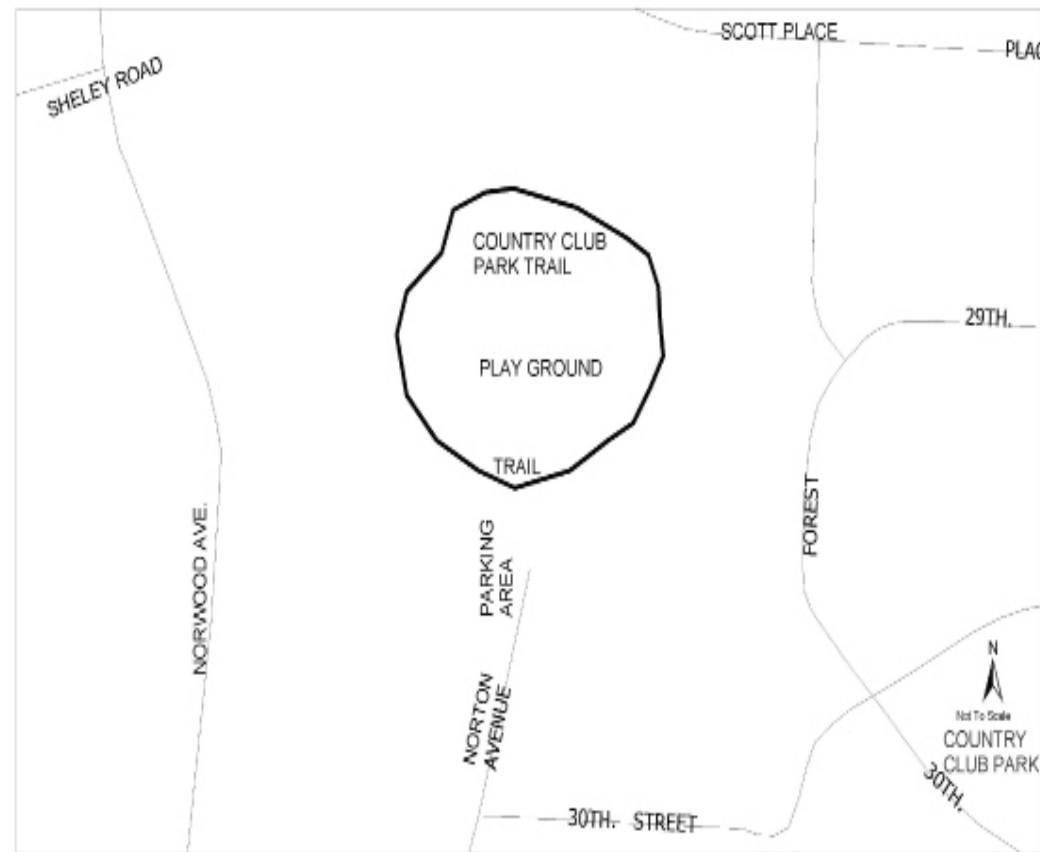 SCOTT PLACE
PLAC
SHELEY ROAD
COUNTRY CLUB
PARK TRAIL
29TH.
PLAY GROUND
TRAIL
FOREST
NORWOOD AVE.
PARKING
AREA
N
Not To Scale
COUNTRY
CLUB PARK
NORTON
AVENUE
30TH.
30TH. STREET